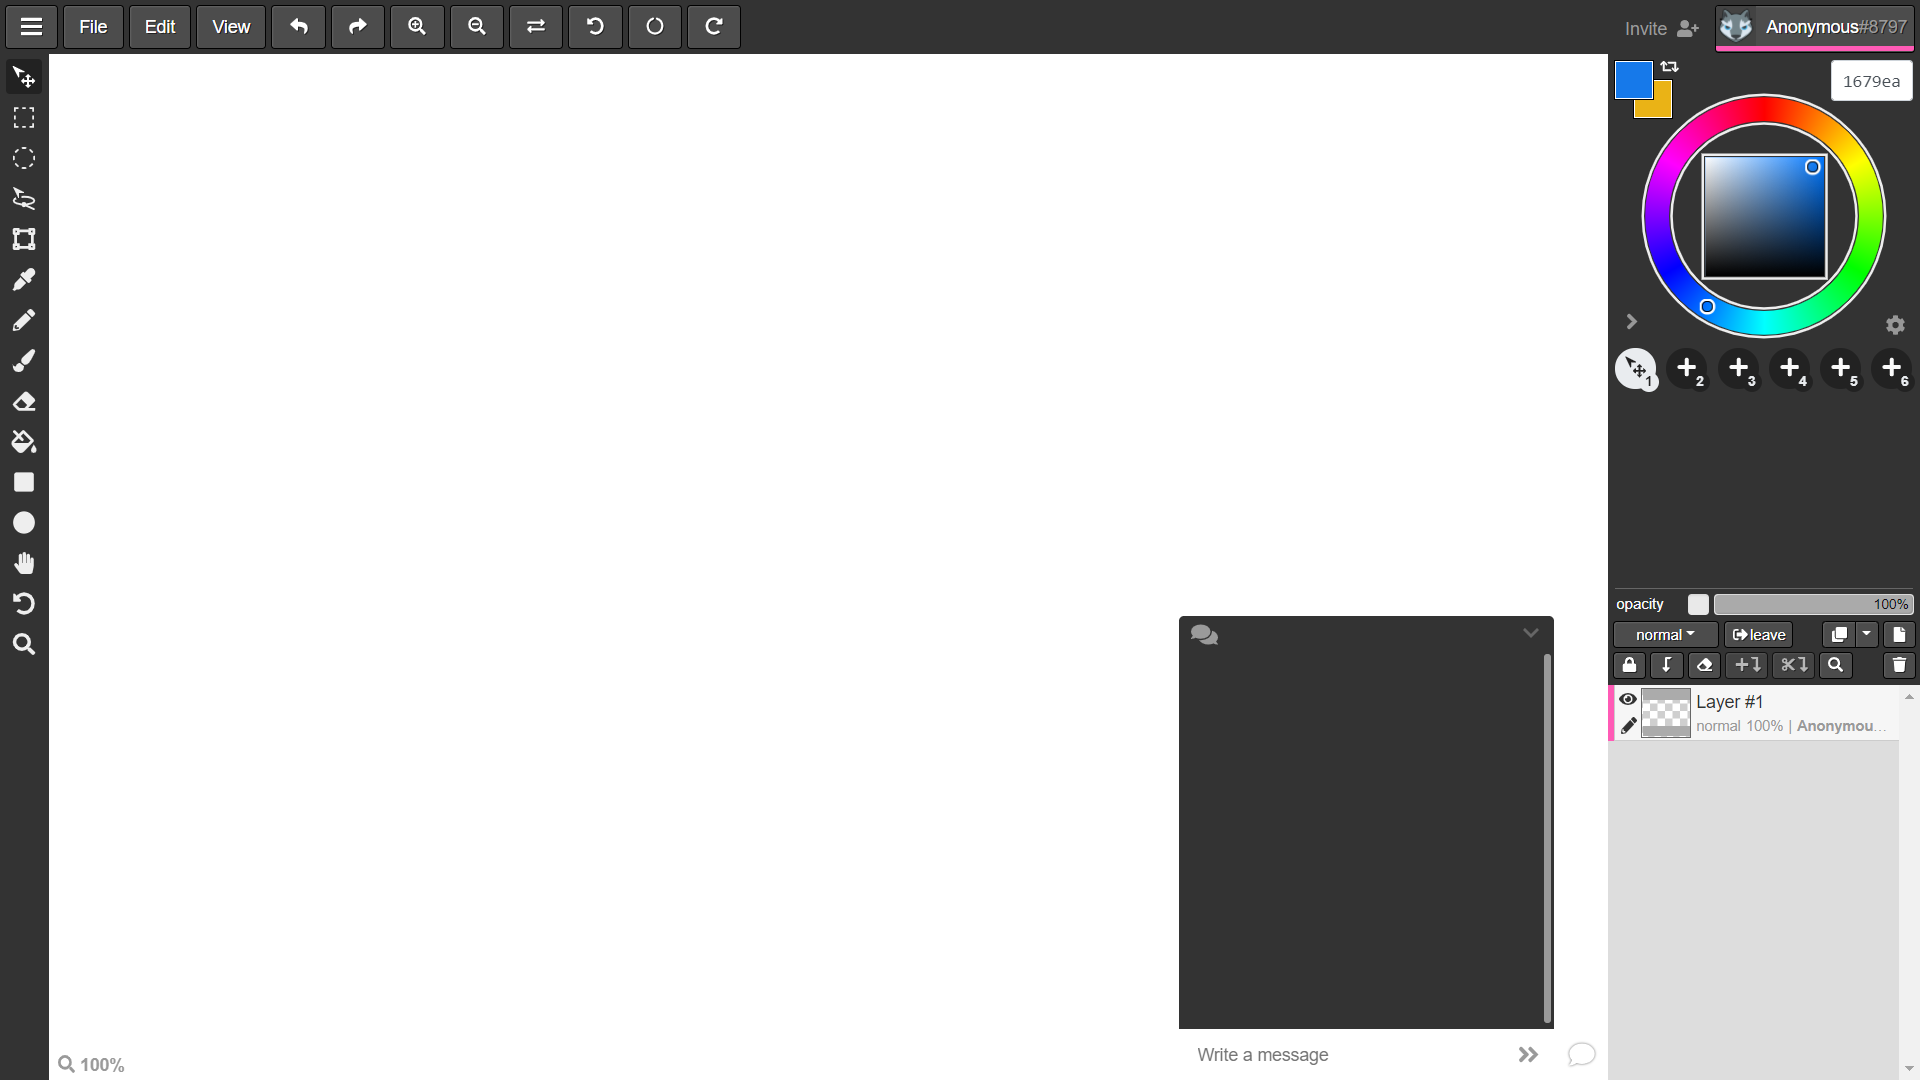 File Edit View Invite Anonymous#8797
1679ea
1 2 3 4 5 6
opacity 100%
normal leave
Layer #1
normal 100% | Anonymou...
Write a message
100%